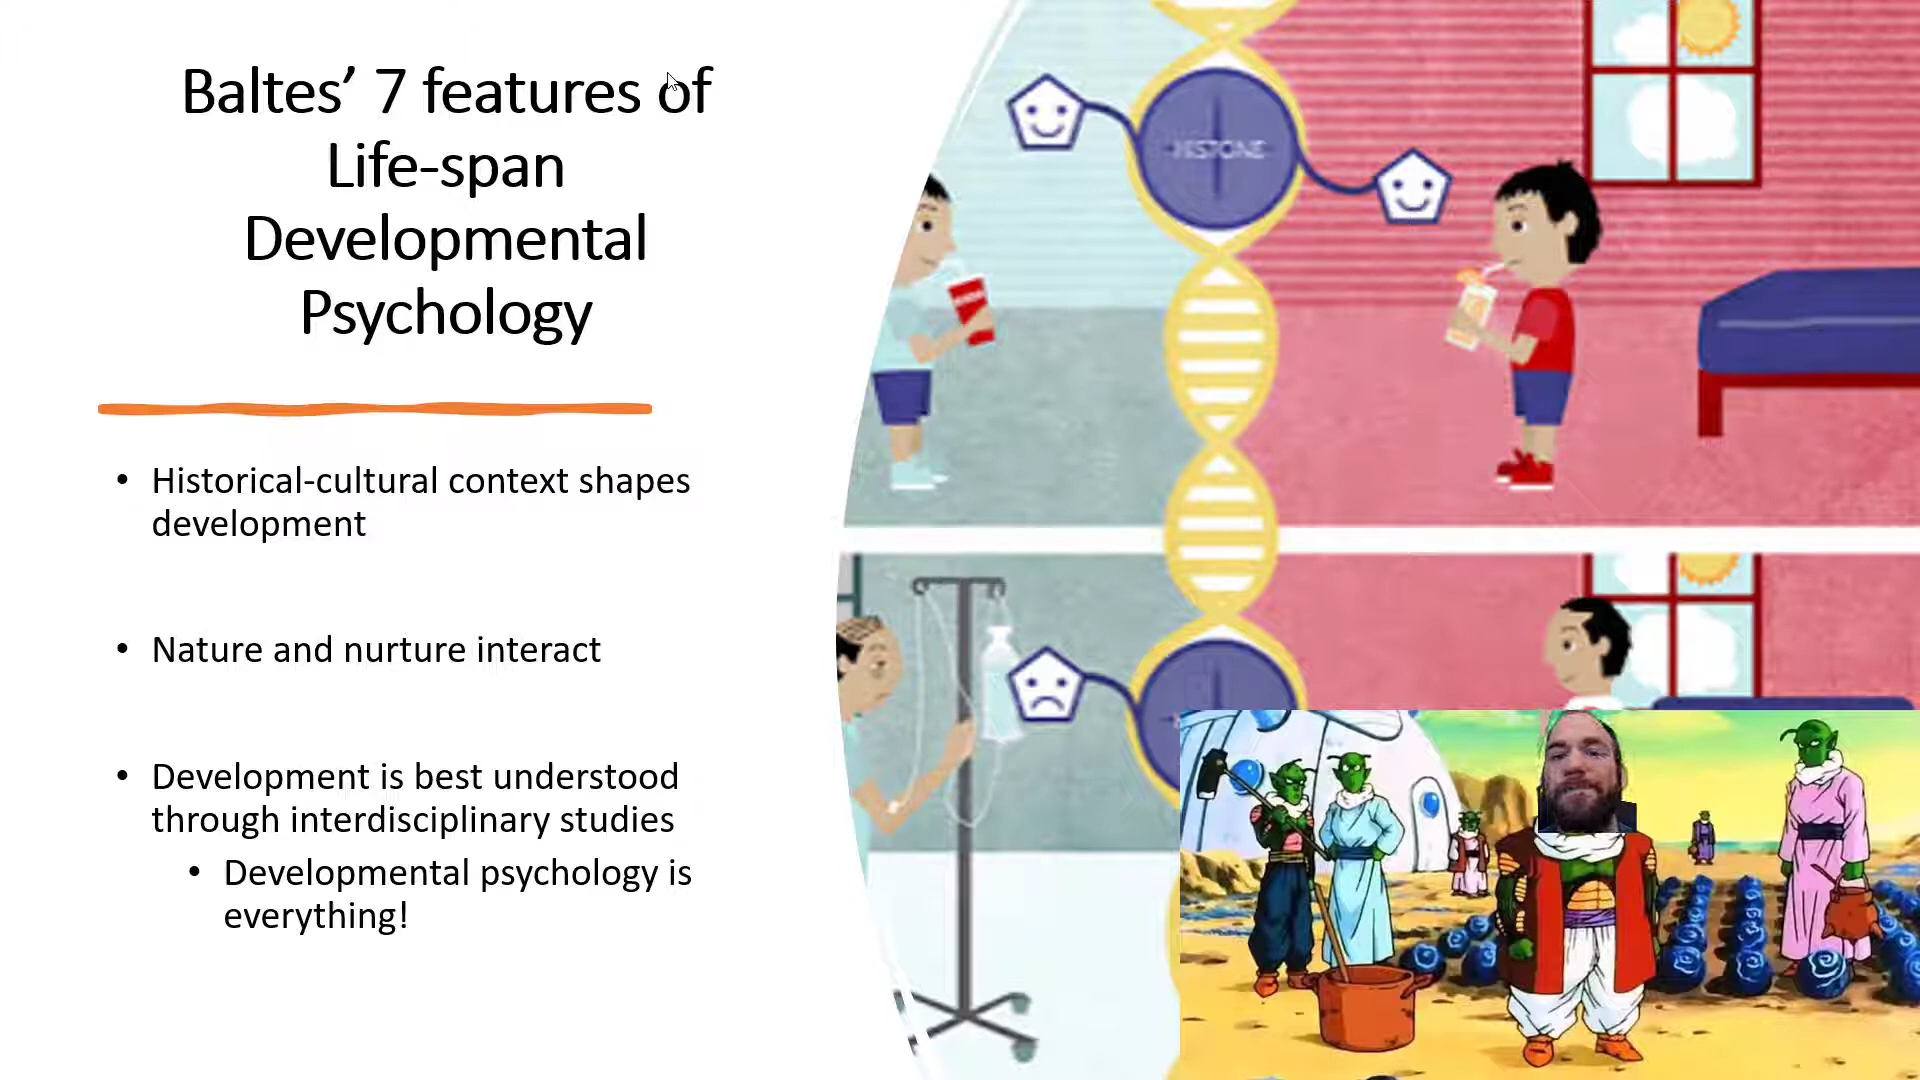 Baltes’ 7 features of
Life-span
Developmental
Psychology
• Historical-cultural context shapes
development
• Nature and nurture interact
• Development is best understood
through interdisciplinary studies
• Developmental psychology is
everything!
HISTONE